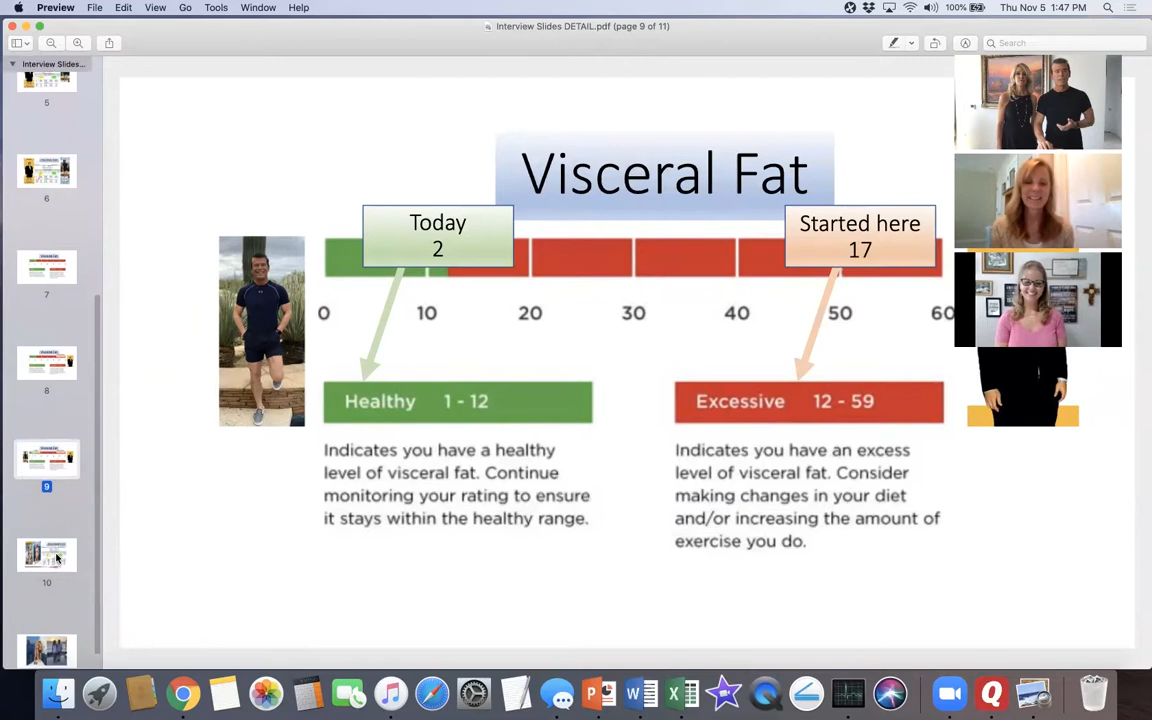 Preview File Edit View Go Tools Window Help
100% Thu Nov 5 1:47 PM
Interview Slides DETAIL.pdf (page 9 of 11)
Search
Interview Slides...
5
6
7
8
9
10
Visceral Fat
Today
2
Started here
17
0 10 20 30 40 50 60
Healthy 1 - 12
Indicates you have a healthy
level of visceral fat. Continue
monitoring your rating to ensure
it stays within the healthy range.
Excessive 12 - 59
Indicates you have an excess
level of visceral fat. Consider
making changes in your diet
and/or increasing the amount of
exercise you do.